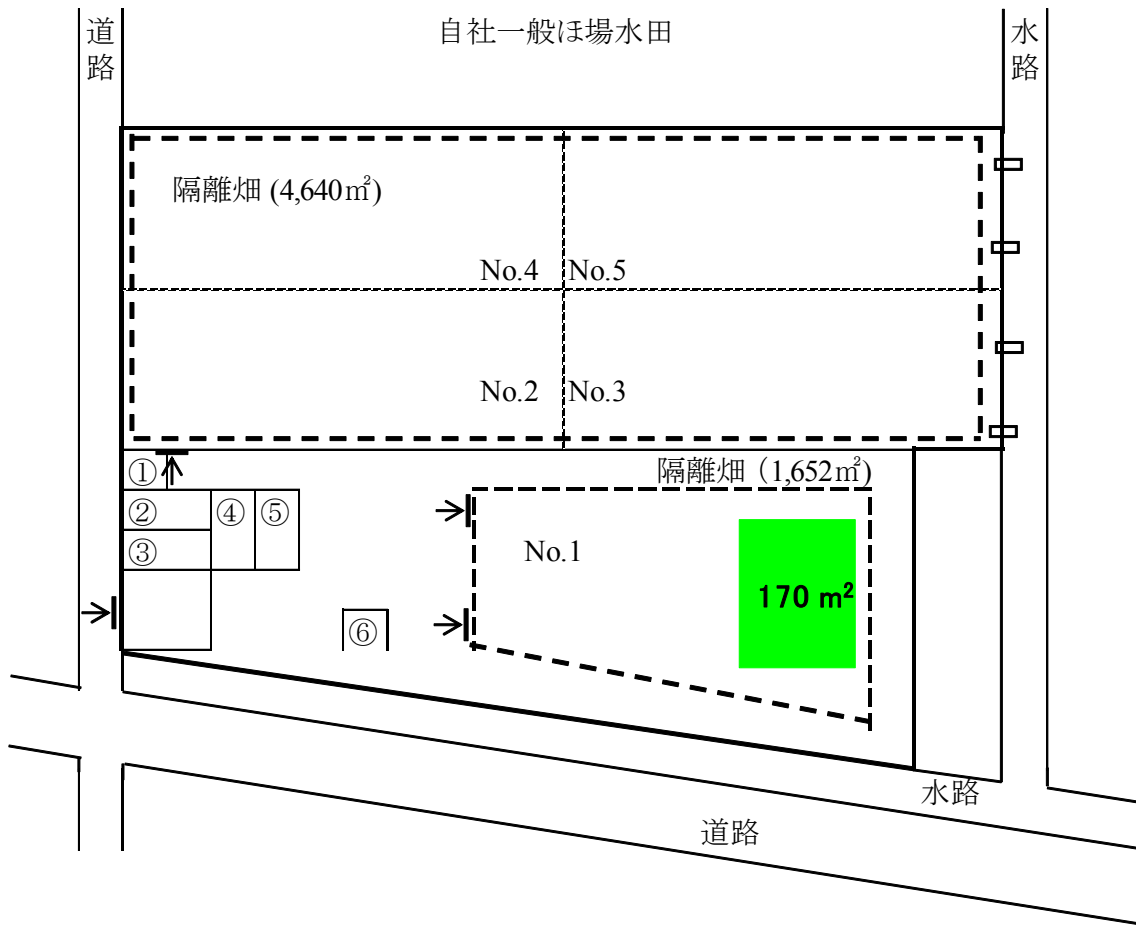 道路
自社一般ほ場水田
水路
隔離畑 (4,640㎡)
No.4
No.5
No.2
No.3
①
隔離畑（1,652㎡)
②
④
⑤
③
No.1
170 m²
⑥
水路
道路